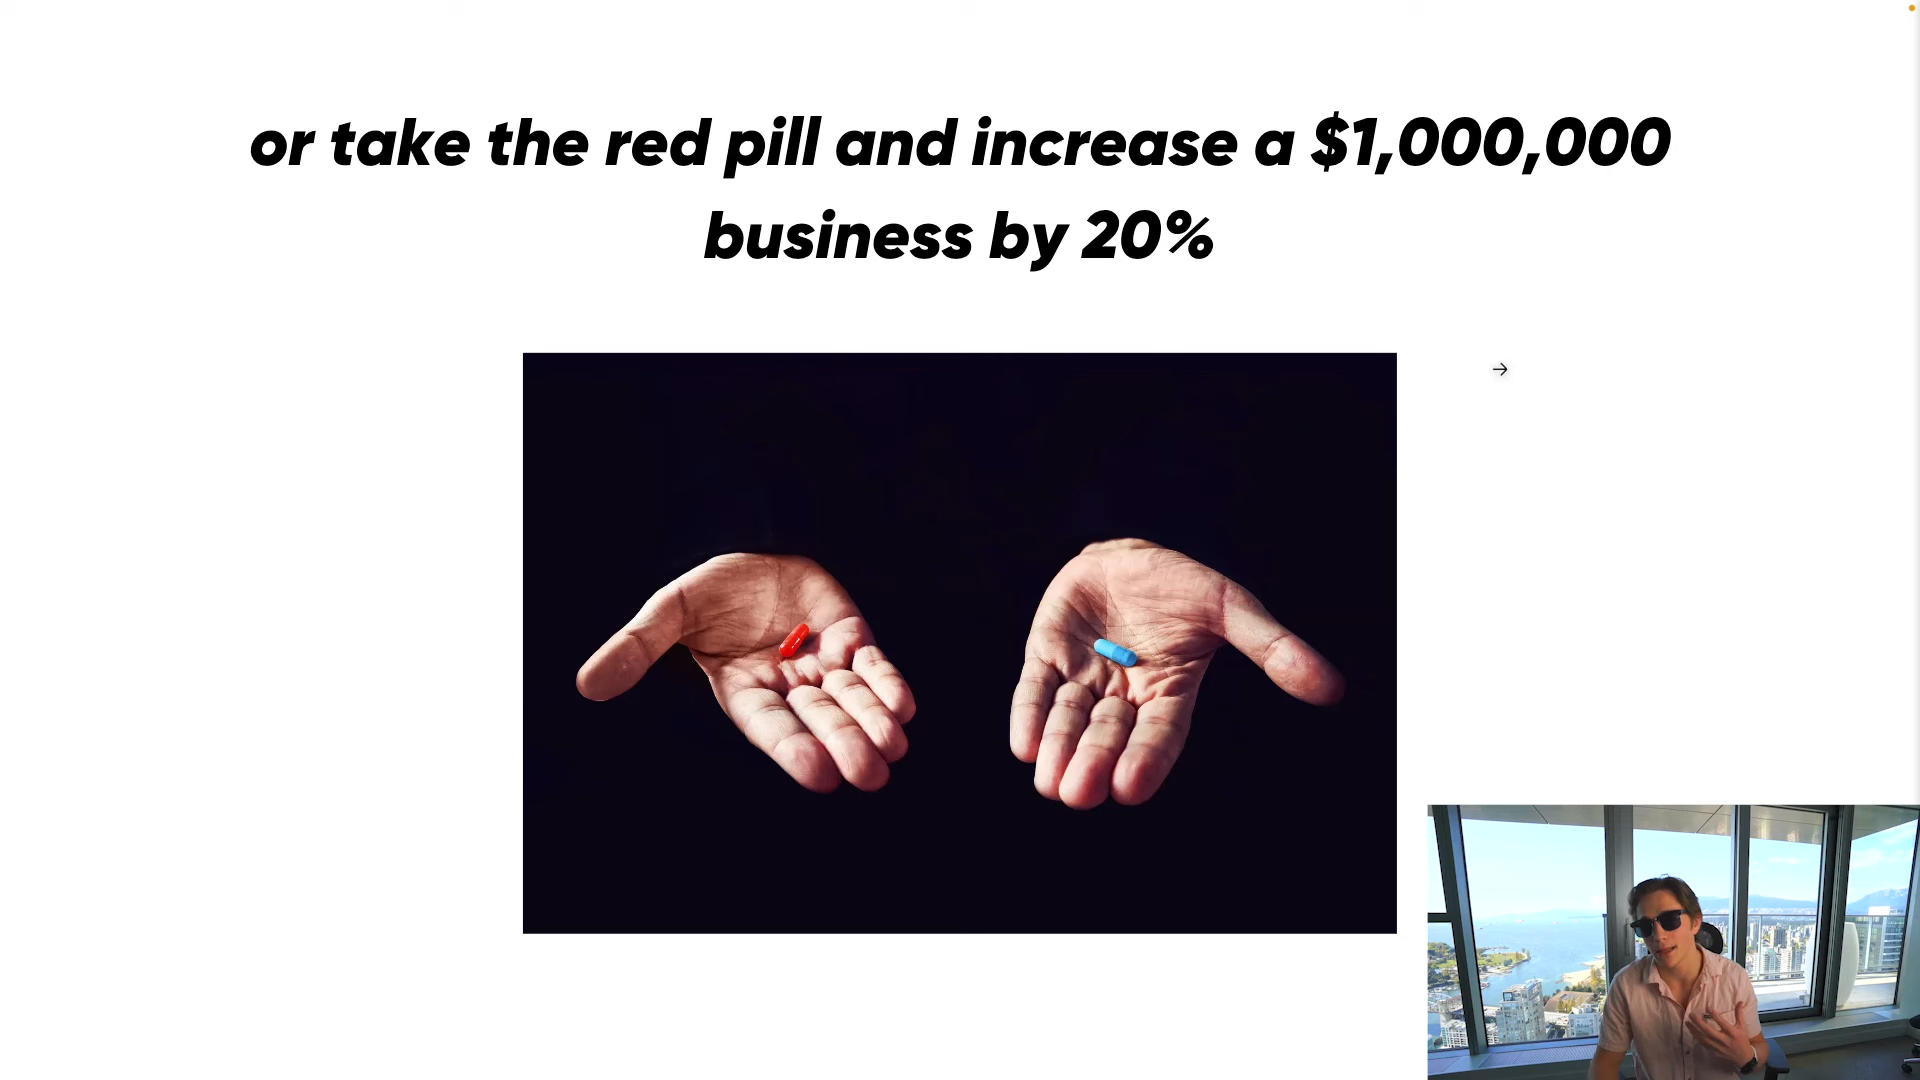 or take the red pill and increase a $1,000,000
business by 20%